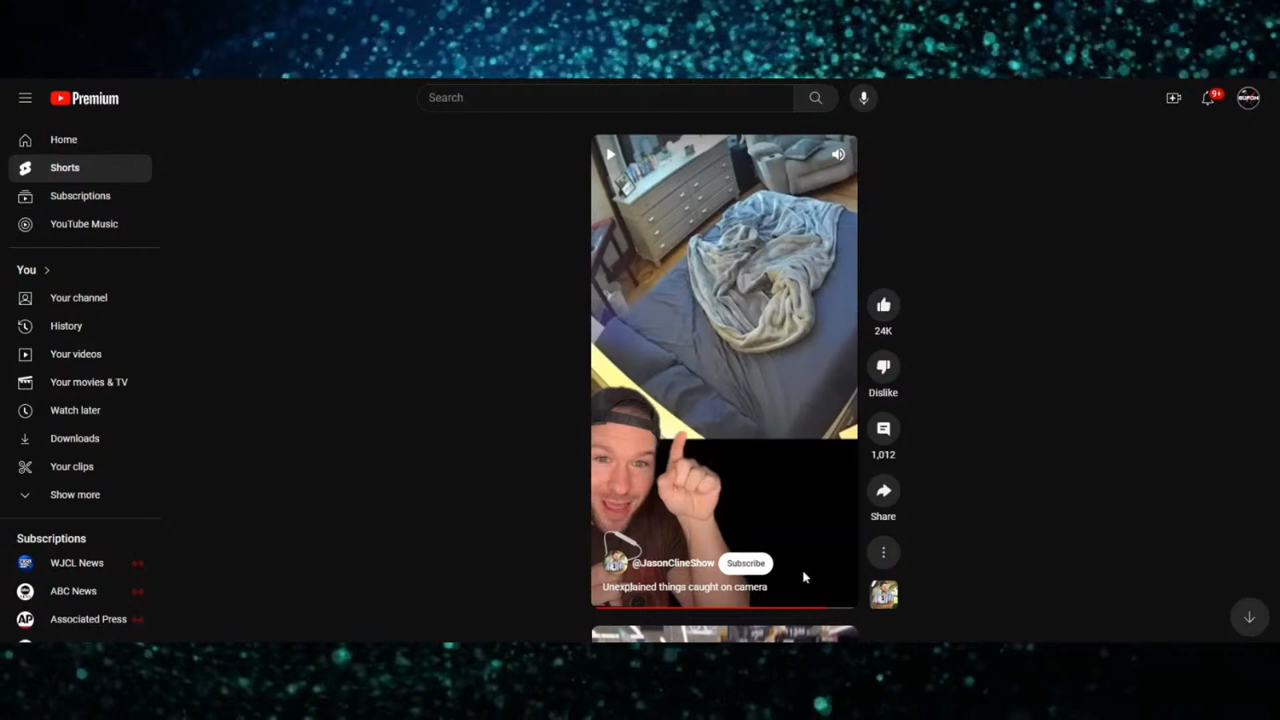 Premium
Search
9+
Home
Shorts
Subscriptions
YouTube Music
You
Your channel
History
Your videos
Your movies & TV
Watch later
Downloads
Your clips
Show more
Subscriptions
WJCL News
ABC News
AP
Associated Press
24K
Dislike
1,012
Share
@JasonClineShow
Subscribe
Unexplained things caught on camera